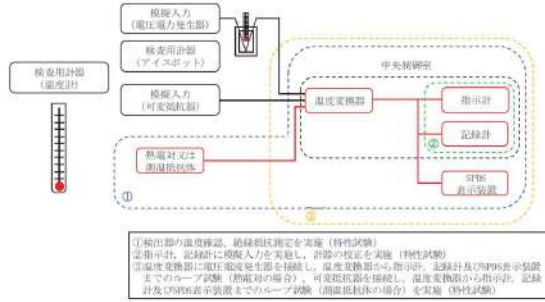 模擬入力
(電圧電力発生器)
検査用計器
(アイスポット)
検査用計器
(温度計)
模擬入力
(可変抵抗器)
中央制御室
温度変換器
指示計
記録計
②
熱電対又は
測温抵抗体
SPDS
表示装置
①
③
①検出器の温度確認、絶縁抵抗測定を実施（特性試験）
②指示計、記録計に模擬入力を実施し、計器の校正を実施（特性試験）
③温度変換器に電圧電流発生器を接続し、温度変換器から指示計、記録計及びSPDS表示装置
までのループ試験（熱電対の場合）、可変抵抗器を接続し、温度変換器から指示計、記録
計及びSPDS表示装置までのループ試験（測温抵抗体の場合）を実施（特性試験）